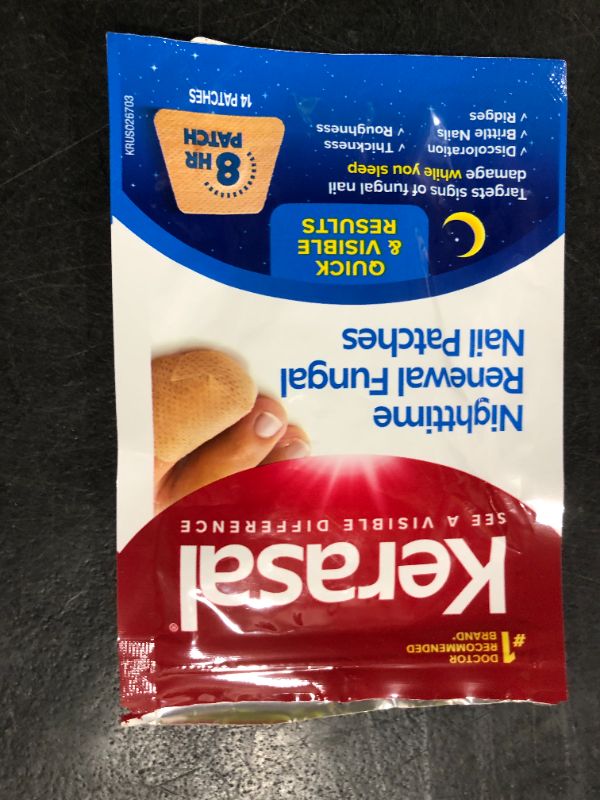 #1 DOCTOR
RECOMMENDED
BRAND*
Kerasal®
SEE A VISIBLE DIFFERENCE
Nighttime
Renewal Fungal
Nail Patches
QUICK
& VISIBLE
RESULTS
Targets signs of fungal nail
damage while you sleep
✓ Discoloration ✓ Thickness
✓ Brittle Nails ✓ Roughness
✓ Ridges
8 HR
PATCH
14 PATCHES
KRUS026703